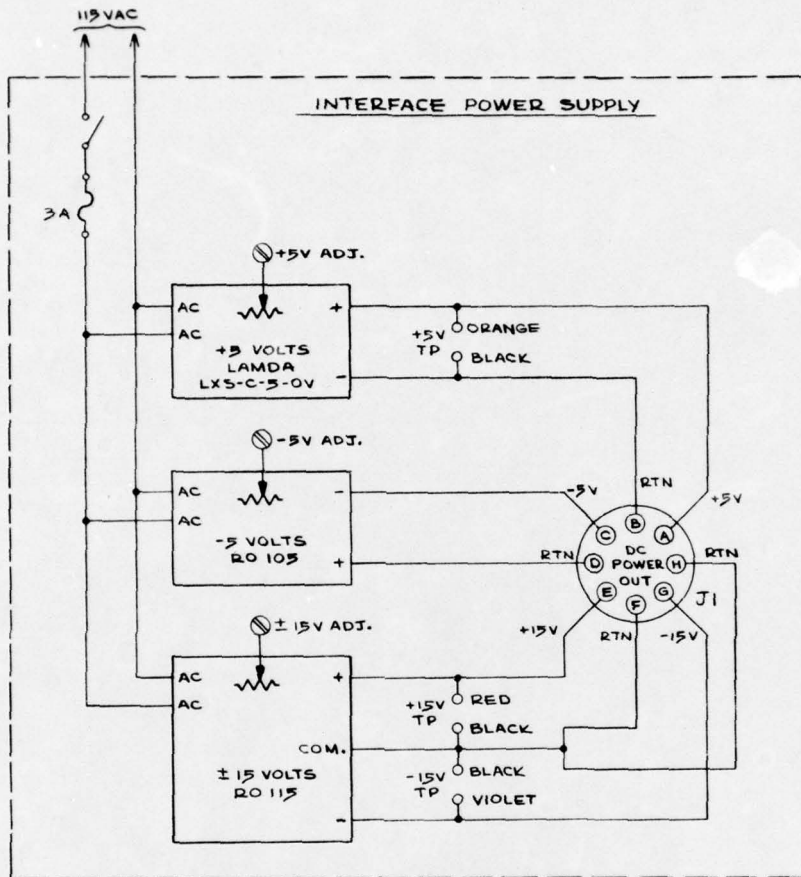 115VAC
INTERFACE POWER SUPPLY
3A
+5V ADJ.
AC
AC
+
-
+5 VOLTS
LAMDA
LXS-C-5-OV
+5V
TP
ORANGE
BLACK
-5V ADJ.
AC
AC
-
+
-5 VOLTS
RO 105
-5V
RTN
+5V
RTN
RTN
C
B
A
D
H
E
F
G
DC
POWER
OUT
J1
+15V
RTN
-15V
± 15V ADJ.
AC
AC
+
COM.
-
± 15 VOLTS
RO 115
+15V
TP
RED
BLACK
-15V
TP
BLACK
VIOLET